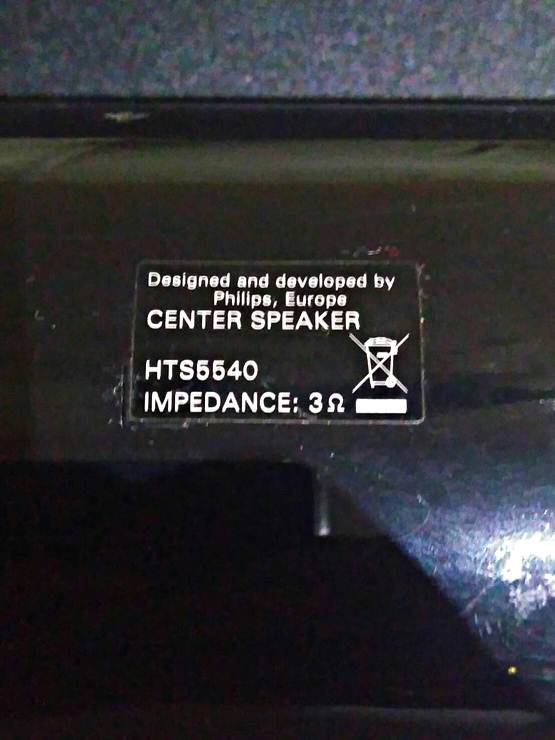 Designed and developed by
Philips, Europe
CENTER SPEAKER
HTS5540
IMPEDANCE: 3Ω